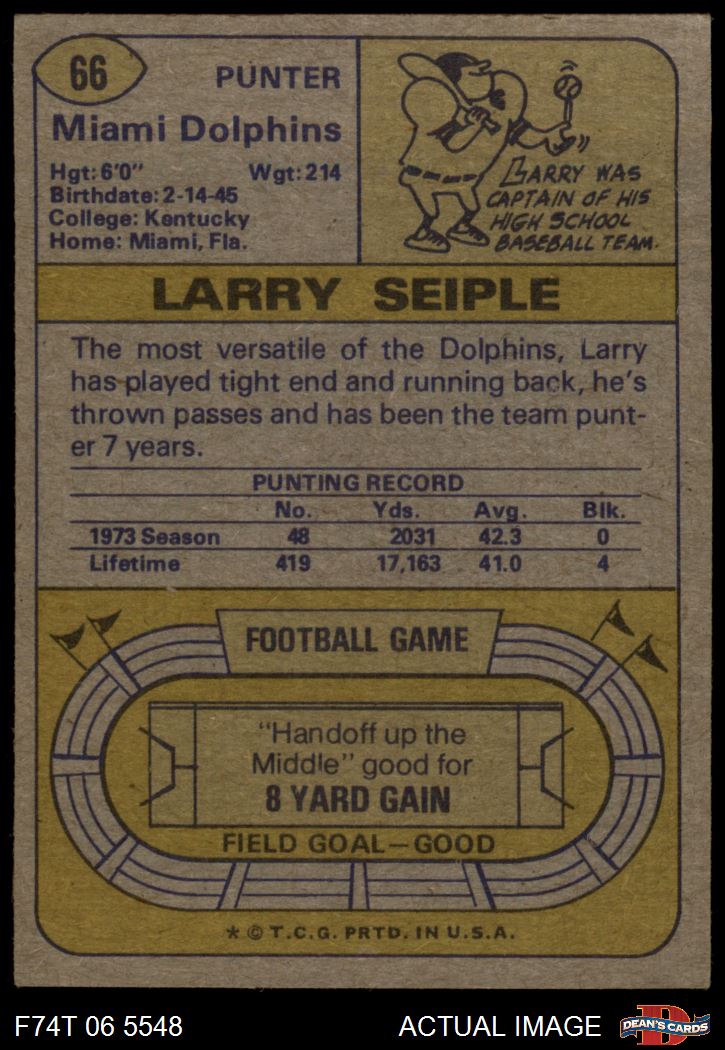 66
PUNTER
Miami Dolphins
Hgt: 6'0" Wgt: 214
Birthdate: 2-14-45
College: Kentucky
Home: Miami, Fla.
LARRY WAS
CAPTAIN OF HIS
HIGH SCHOOL
BASEBALL TEAM.
LARRY SEIPLE
The most versatile of the Dolphins, Larry
has played tight end and running back, he's
thrown passes and has been the team punt-
er 7 years.
PUNTING RECORD
No. Yds. Avg. Blk.
1973 Season 48 2031 42.3 0
Lifetime 419 17,163 41.0 4
FOOTBALL GAME
"Handoff up the
Middle" good for
8 YARD GAIN
FIELD GOAL—GOOD
* © T.C.G. PRTD. IN U.S.A.
F74T 06 5548 ACTUAL IMAGE D DEAN'S CARDS